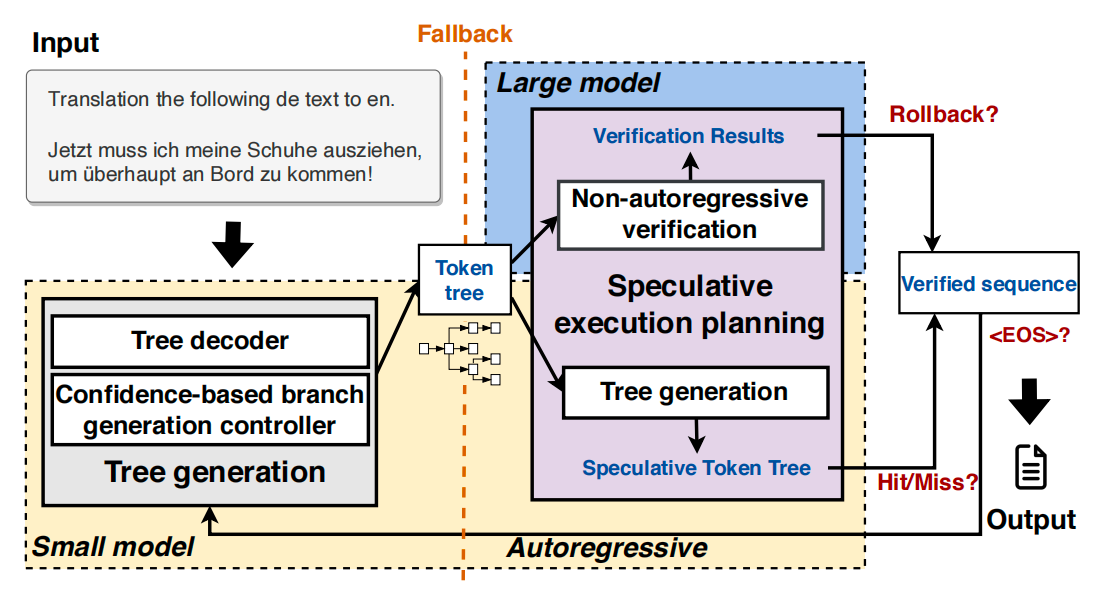 Input
Translation the following de text to en.
Jetzt muss ich meine Schuhe ausziehen,
um überhaupt an Bord zu kommen!
Fallback
Large model
Verification Results
Non-autoregressive
verification
Speculative
execution planning
Token
tree
Tree generation
Speculative Token Tree
Tree decoder
Confidence-based branch
generation controller
Tree generation
Small model
Autoregressive
Rollback?
Verified sequence
<EOS>?
Hit/Miss?
Output